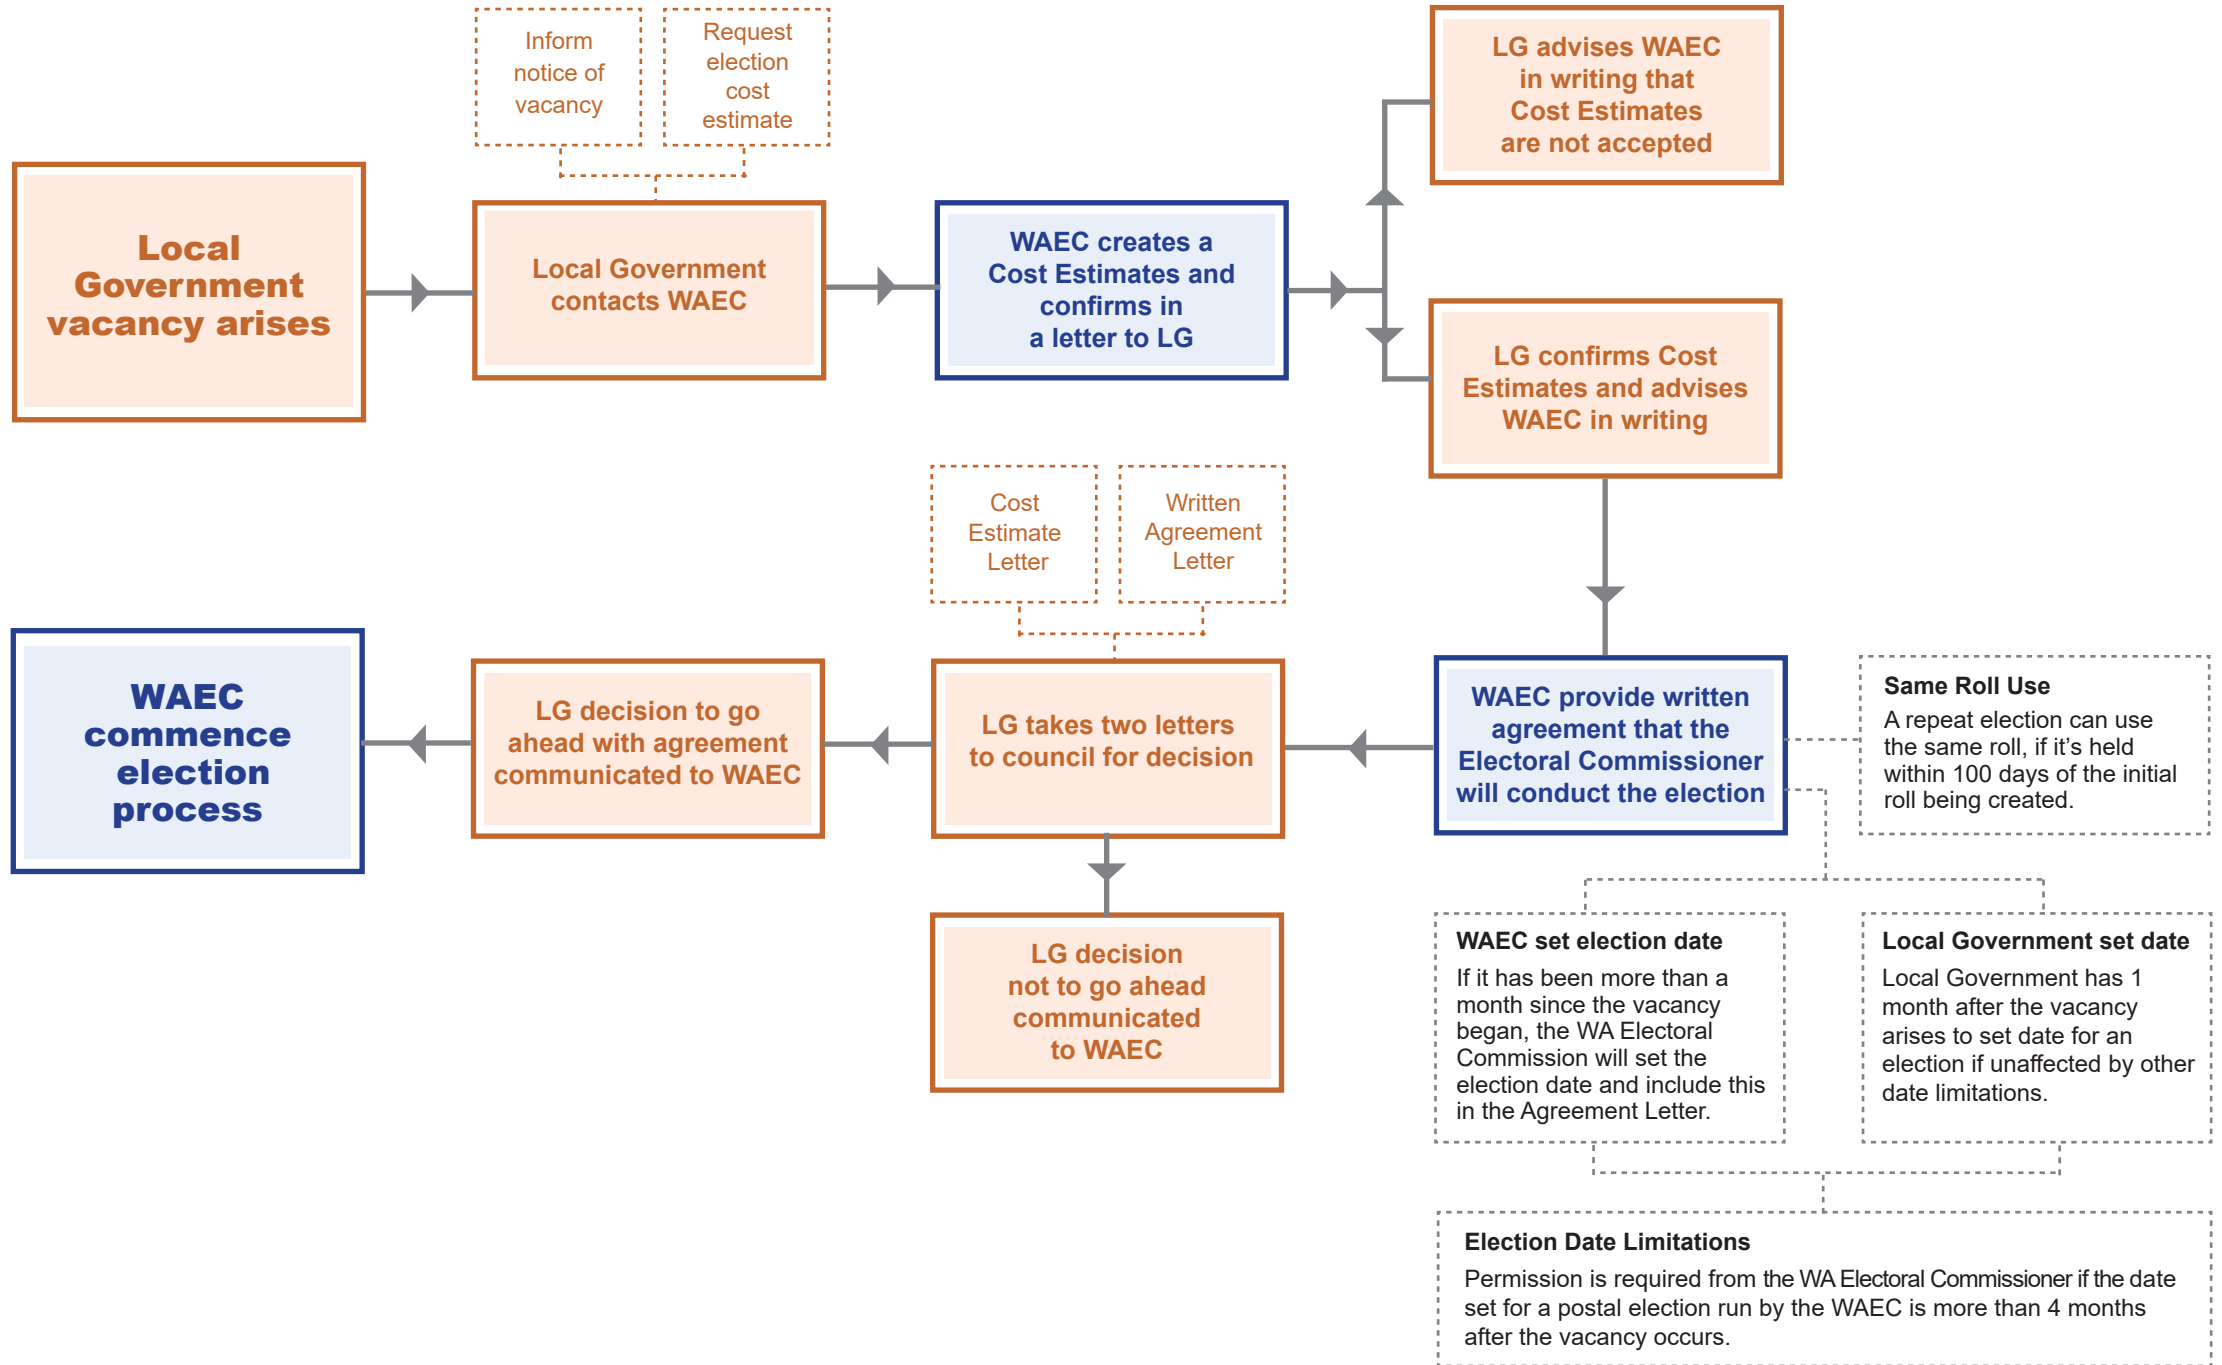 Inform
notice of
vacancy
Request
election
cost
estimate
Local
Government
vacancy arises
Local Government
contacts WAEC
WAEC creates a
Cost Estimates and
confirms in
a letter to LG
LG advises WAEC
in writing that
Cost Estimates
are not accepted
LG confirms Cost
Estimates and advises
WAEC in writing
Cost
Estimate
Letter
Written
Agreement
Letter
WAEC
commence
election
process
LG decision to go
ahead with agreement
communicated to WAEC
LG takes two letters
to council for decision
WAEC provide written
agreement that the
Electoral Commissioner
will conduct the election
Same Roll Use
A repeat election can use
the same roll, if it's held
within 100 days of the initial
roll being created.
LG decision
not to go ahead
communicated
to WAEC
WAEC set election date
If it has been more than a
month since the vacancy
began, the WA Electoral
Commission will set the
election date and include this
in the Agreement Letter.
Local Government set date
Local Government has 1
month after the vacancy
arises to set date for an
election if unaffected by other
date limitations.
Election Date Limitations
Permission is required from the WA Electoral Commissioner if the date
set for a postal election run by the WAEC is more than 4 months
after the vacancy occurs.